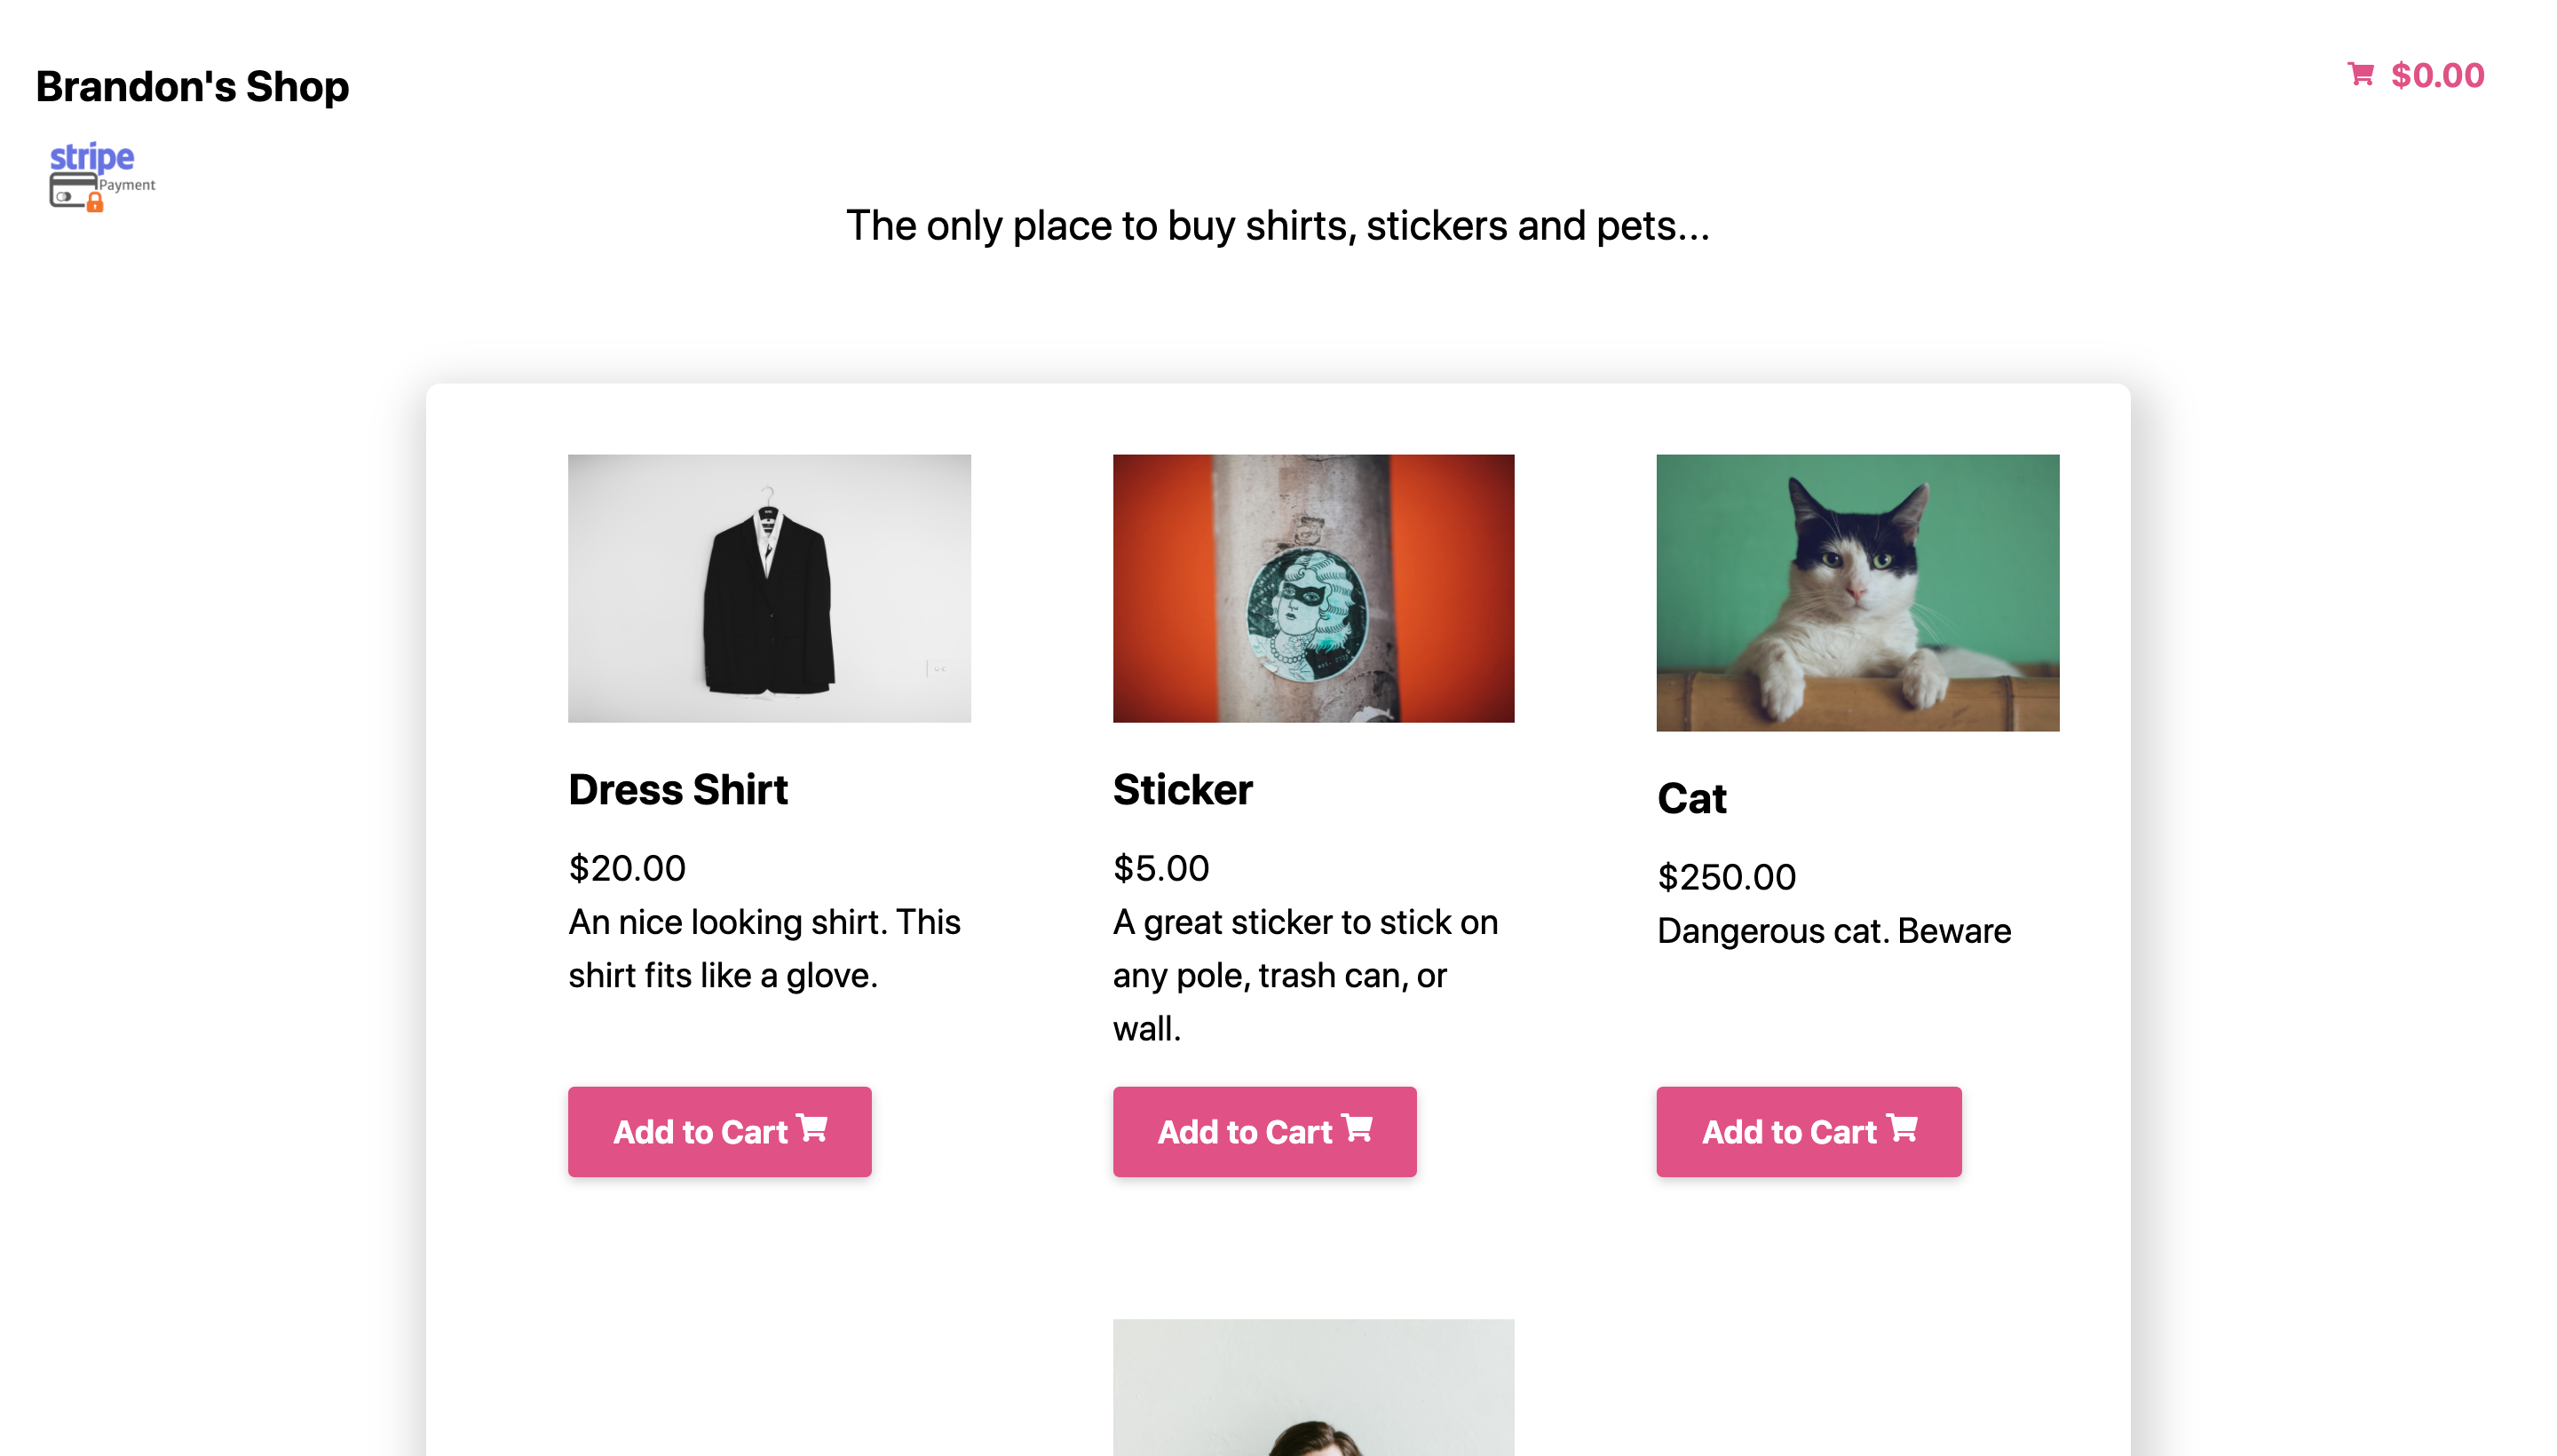 Brandon's Shop
$0.00
stripe
Payment
The only place to buy shirts, stickers and pets...
Dress Shirt
$20.00
An nice looking shirt. This
shirt fits like a glove.
Add to Cart
Sticker
$5.00
A great sticker to stick on
any pole, trash can, or
wall.
Add to Cart
Cat
$250.00
Dangerous cat. Beware
Add to Cart